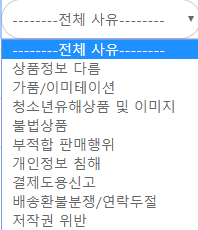 --------전체 사유--------
--------전체 사유--------
상품정보 다름
가품/이미테이션
청소년유해상품 및 이미지
불법상품
부적합 판매행위
개인정보 침해
결제도용신고
배송환불분쟁/연락두절
저작권 위반